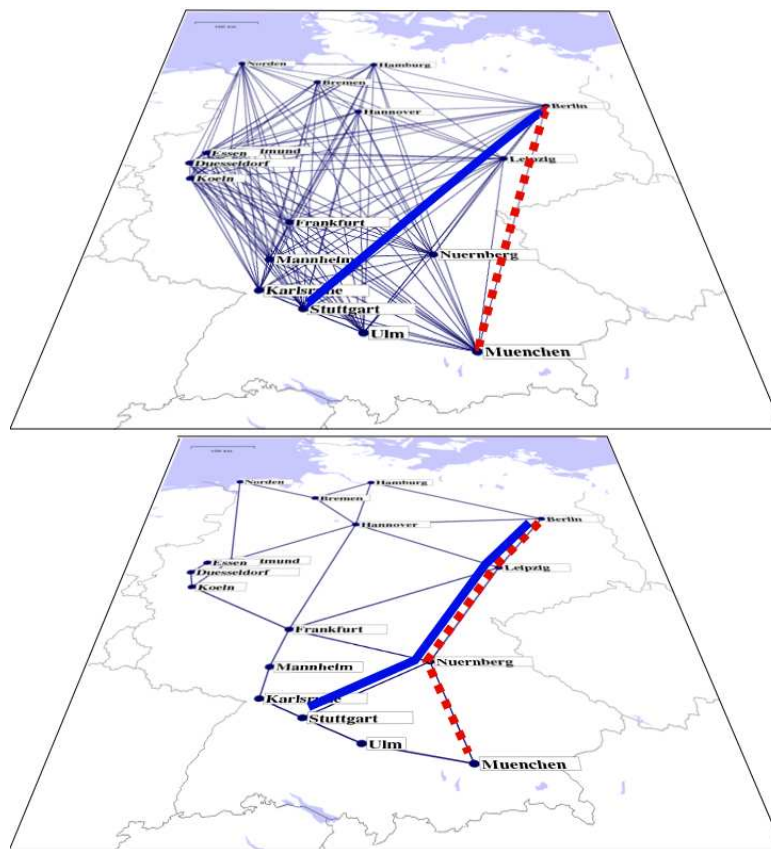 Norden
Hamburg
Bremen
Hannover
Berlin
Essen
tmund
Leipzig
Duesseldorf
Koeln
Frankfurt
Mannheim
Nuernberg
Karlsruhe
Stuttgart
Ulm
Muenchen
Norden
Hamburg
Bremen
Hannover
Berlin
Essen
tmund
Leipzig
Duesseldorf
Koeln
Frankfurt
Mannheim
Nuernberg
Karlsruhe
Stuttgart
Ulm
Muenchen